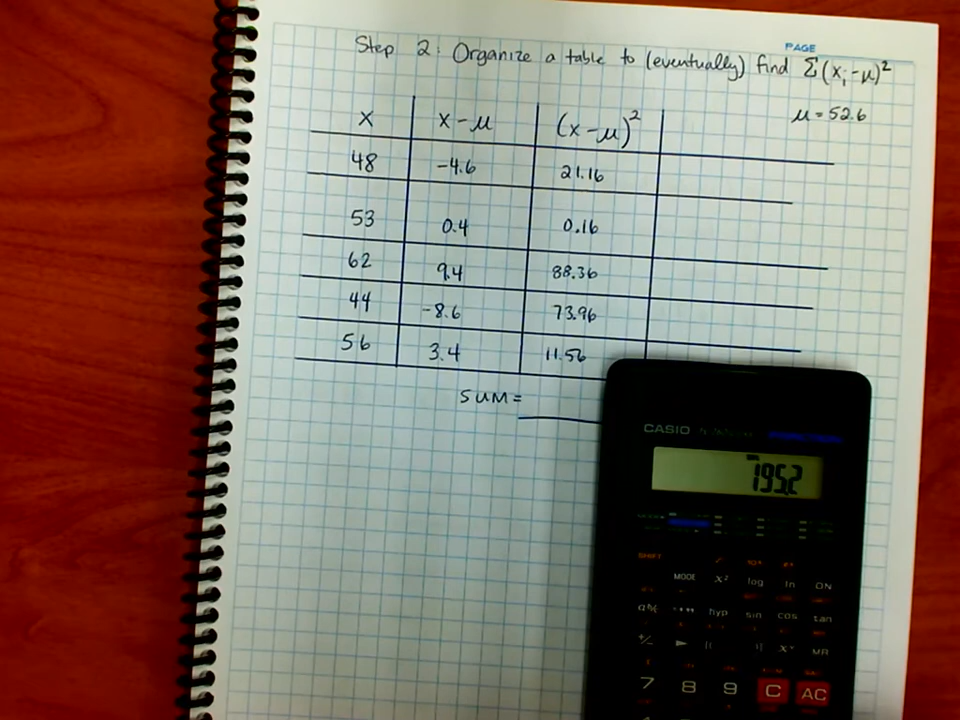 PAGE
Step 2: Organize a table to (eventually) find Σ(xᵢ-μ)²
μ = 52.6
x x-μ (x-μ)²
48 -4.6 21.16
53 0.4 0.16
62 9.4 88.36
44 -8.6 73.96
56 3.4 11.56
SUM=
CASIO
195.2
SHIFT
MODE x² log ln ON
hyp sin cos tan
+/- MR
7 8 9 C AC